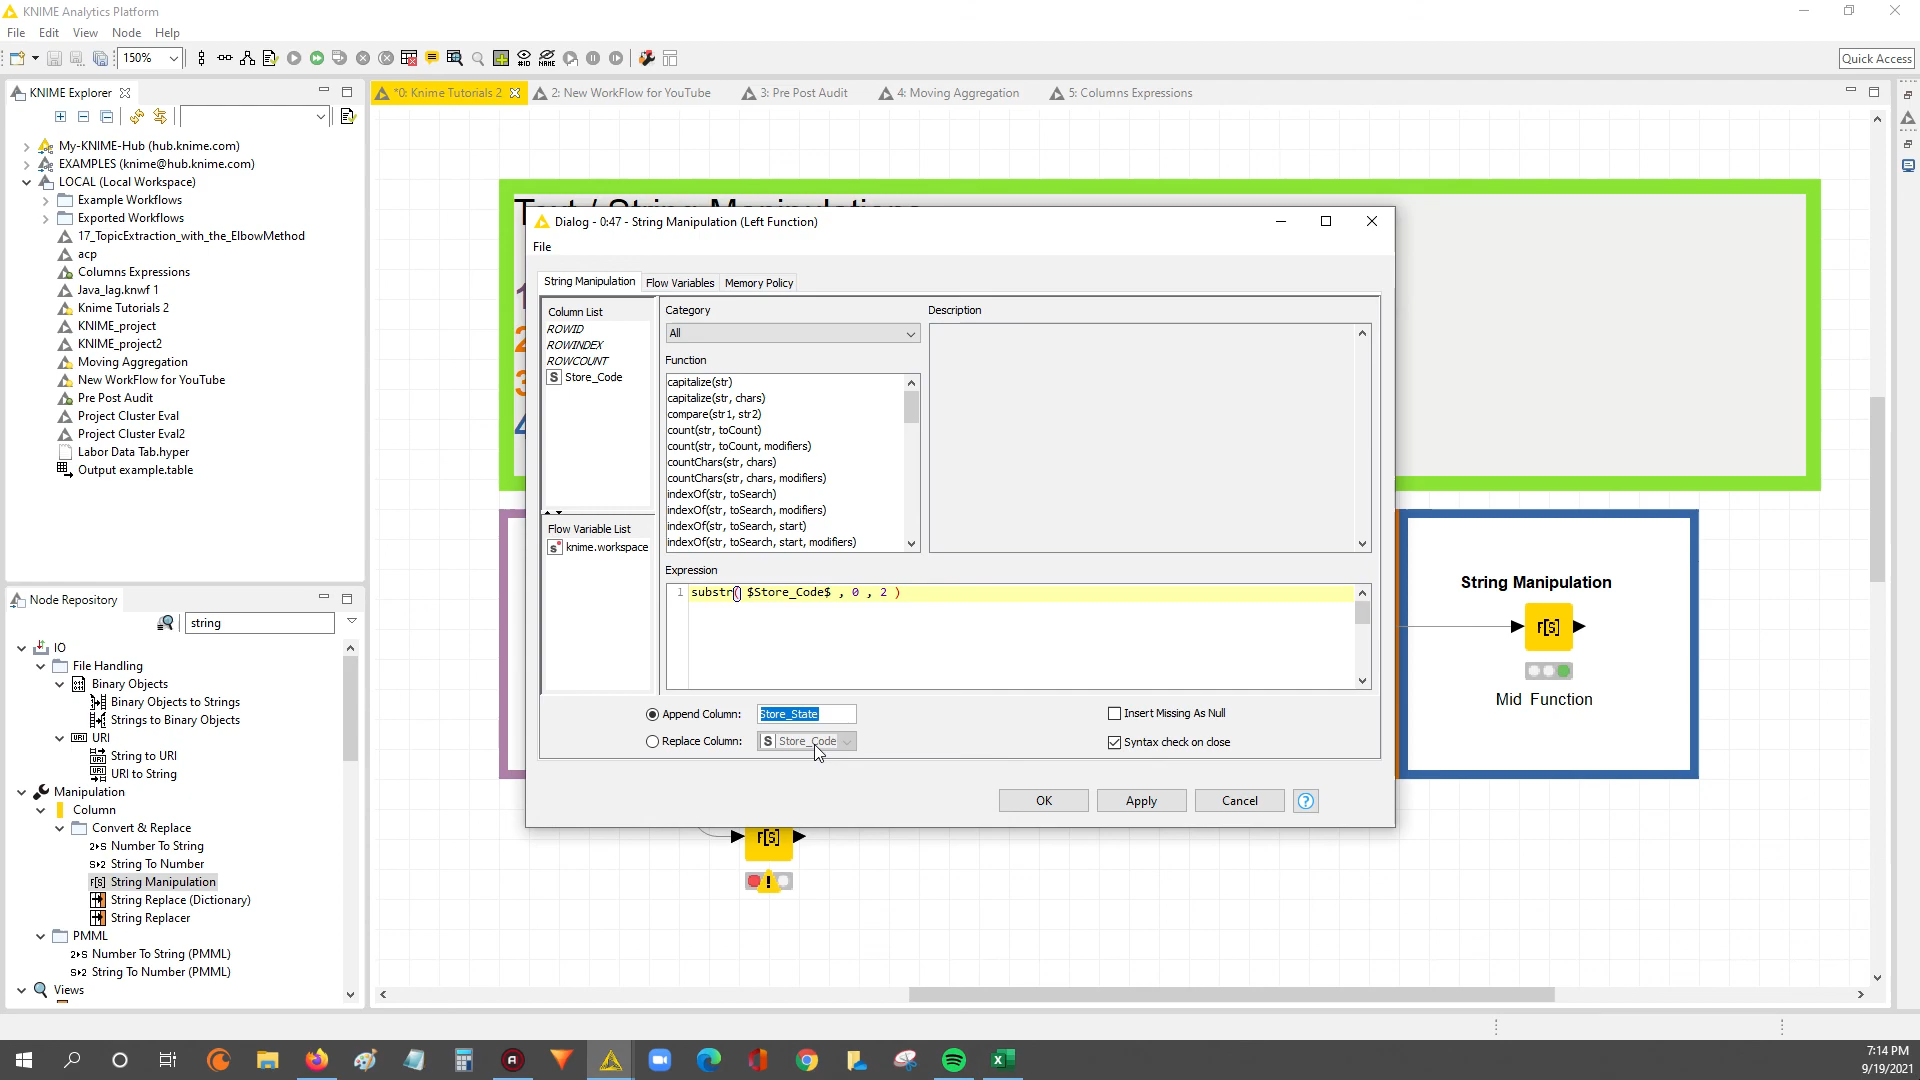 KNIME Analytics Platform
File Edit View Node Help
150%
Quick Access
KNIME Explorer
*0: Knime Tutorials 2
2: New WorkFlow for YouTube
3: Pre Post Audit
4: Moving Aggregation
5: Columns Expressions
My-KNIME-Hub (hub.knime.com)
EXAMPLES (knime@hub.knime.com)
LOCAL (Local Workspace)
Example Workflows
Exported Workflows
17_TopicExtraction_with_the_ElbowMethod
acp
Columns Expressions
Java_lag.knwf 1
Knime Tutorials 2
KNIME_project
KNIME_project2
Moving Aggregation
New WorkFlow for YouTube
Pre Post Audit
Project Cluster Eval
Project Cluster Eval2
Labor Data Tab.hyper
Output example.table
Node Repository
string
IO
File Handling
Binary Objects
Binary Objects to Strings
Strings to Binary Objects
URI
String to URI
URI to String
Manipulation
Column
Convert & Replace
Number To String
String To Number
String Manipulation
String Replace (Dictionary)
String Replacer
PMML
Number To String (PMML)
String To Number (PMML)
Views
Text / String Manipulations
Dialog - 0:47 - String Manipulation (Left Function)
File
String Manipulation
Flow Variables
Memory Policy
Column List
ROWID
ROWINDEX
ROWCOUNT
S Store_Code
Flow Variable List
s knime.workspace
Category
All
Function
capitalize(str)
capitalize(str, chars)
compare(str1, str2)
count(str, toCount)
count(str, toCount, modifiers)
countChars(str, chars)
countChars(str, chars, modifiers)
indexOf(str, toSearch)
indexOf(str, toSearch, modifiers)
indexOf(str, toSearch, start)
indexOf(str, toSearch, start, modifiers)
Description
Expression
1 substr( $Store_Code$ , 0 , 2 )
Append Column: Store_State
Replace Column: S Store_Code
Insert Missing As Null
Syntax check on close
OK
Apply
Cancel
String Manipulation
Mid Function
7:14 PM
9/19/2021